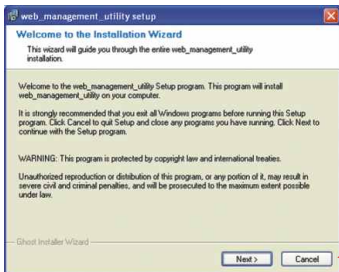 web_management_utility setup
Welcome to the Installation Wizard
This wizard will guide you through the entire web_management_utility
installation.
Welcome to the web_management_utility Setup program. This program will install
web_management_utility on your computer.
It is strongly recommended that you exit all Windows programs before running this Setup
program. Click Cancel to quit Setup and close any programs you have running. Click Next to
continue with the Setup program.
WARNING: This program is protected by copyright law and international treaties.
Unauthorized reproduction or distribution of this program, or any portion of it, may result in
severe civil and criminal penalties, and will be prosecuted to the maximum extent possible
under law.
Ghost Installer Wizard
Next >
Cancel